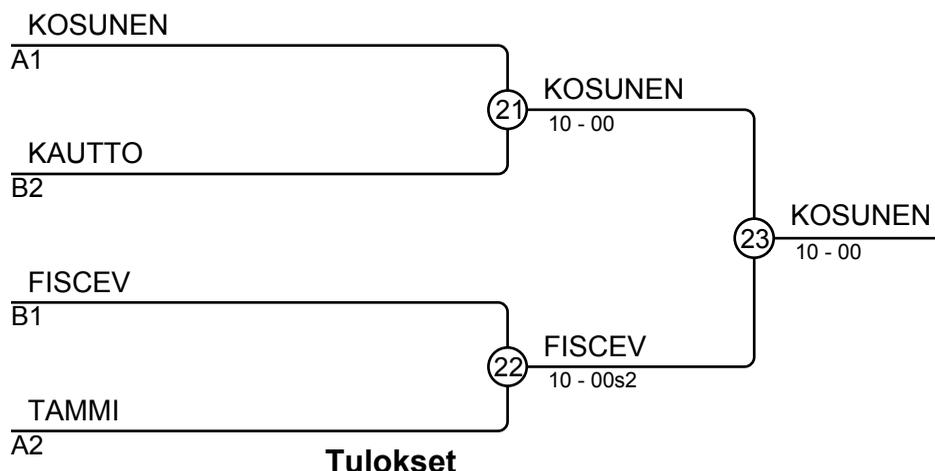 KOSUNEN
A1
21
KOSUNEN
10 - 00
KAUTTO
B2
23
KOSUNEN
10 - 00
FISCEV
B1
22
FISCEV
10 - 00s2
TAMMI
A2
Tulokset